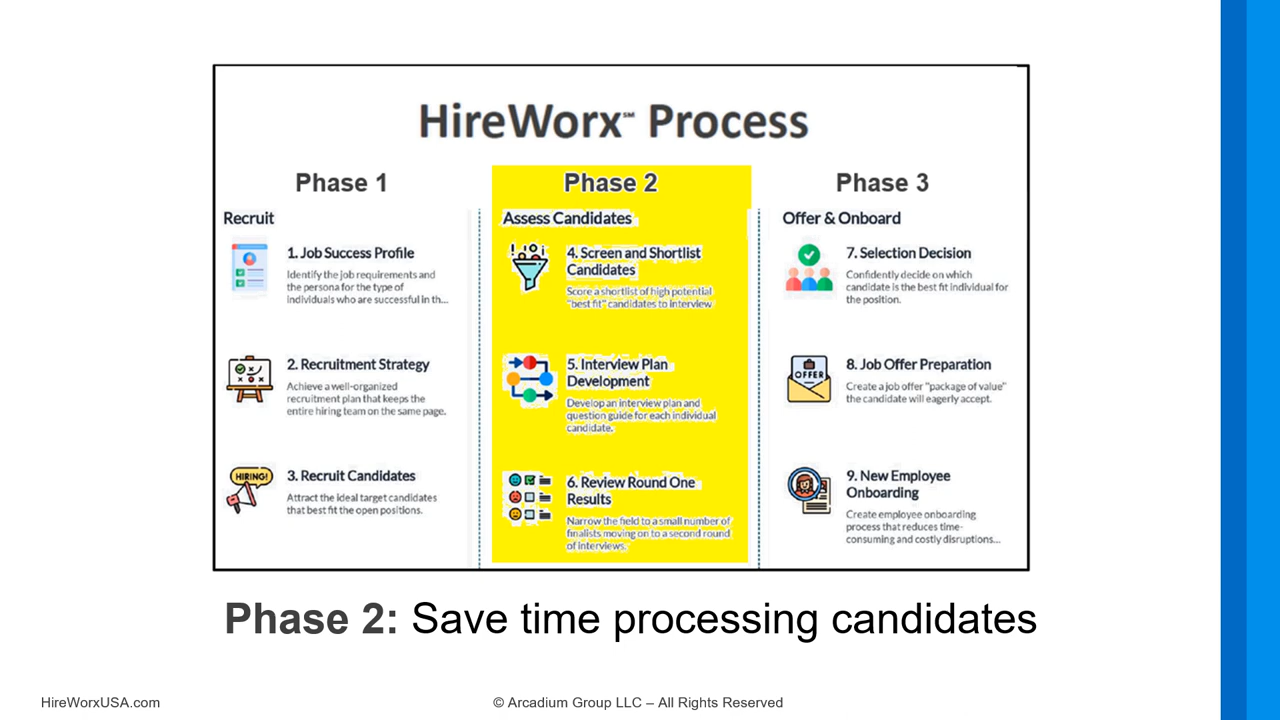 HireWorx℠ Process
Phase 1
Recruit
1. Job Success Profile
Identify the job requirements and
the persona for the type of
individuals who are successful in th...
2. Recruitment Strategy
Achieve a well-organized
recruitment plan that keeps the
entire hiring team on the same page.
HIRING!
3. Recruit Candidates
Attract the ideal target candidates
that best fit the open positions.
Phase 2
Assess Candidates
4. Screen and Shortlist
Candidates
Score a shortlist of high potential
"best fit" candidates to interview
5. Interview Plan
Development
Develop an interview plan and
question guide for each individual
candidate.
6. Review Round One
Results
Narrow the field to a small number of
finalists moving on to a second round
of interviews.
Phase 3
Offer & Onboard
7. Selection Decision
Confidently decide on which
candidate is the best fit individual for
the position.
OFFER
8. Job Offer Preparation
Create a job offer "package of value"
the candidate will eagerly accept.
9. New Employee
Onboarding
Create employee onboarding
process that reduces time-
consuming and costly disruptions...
Phase 2: Save time processing candidates
HireWorxUSA.com
© Arcadium Group LLC – All Rights Reserved